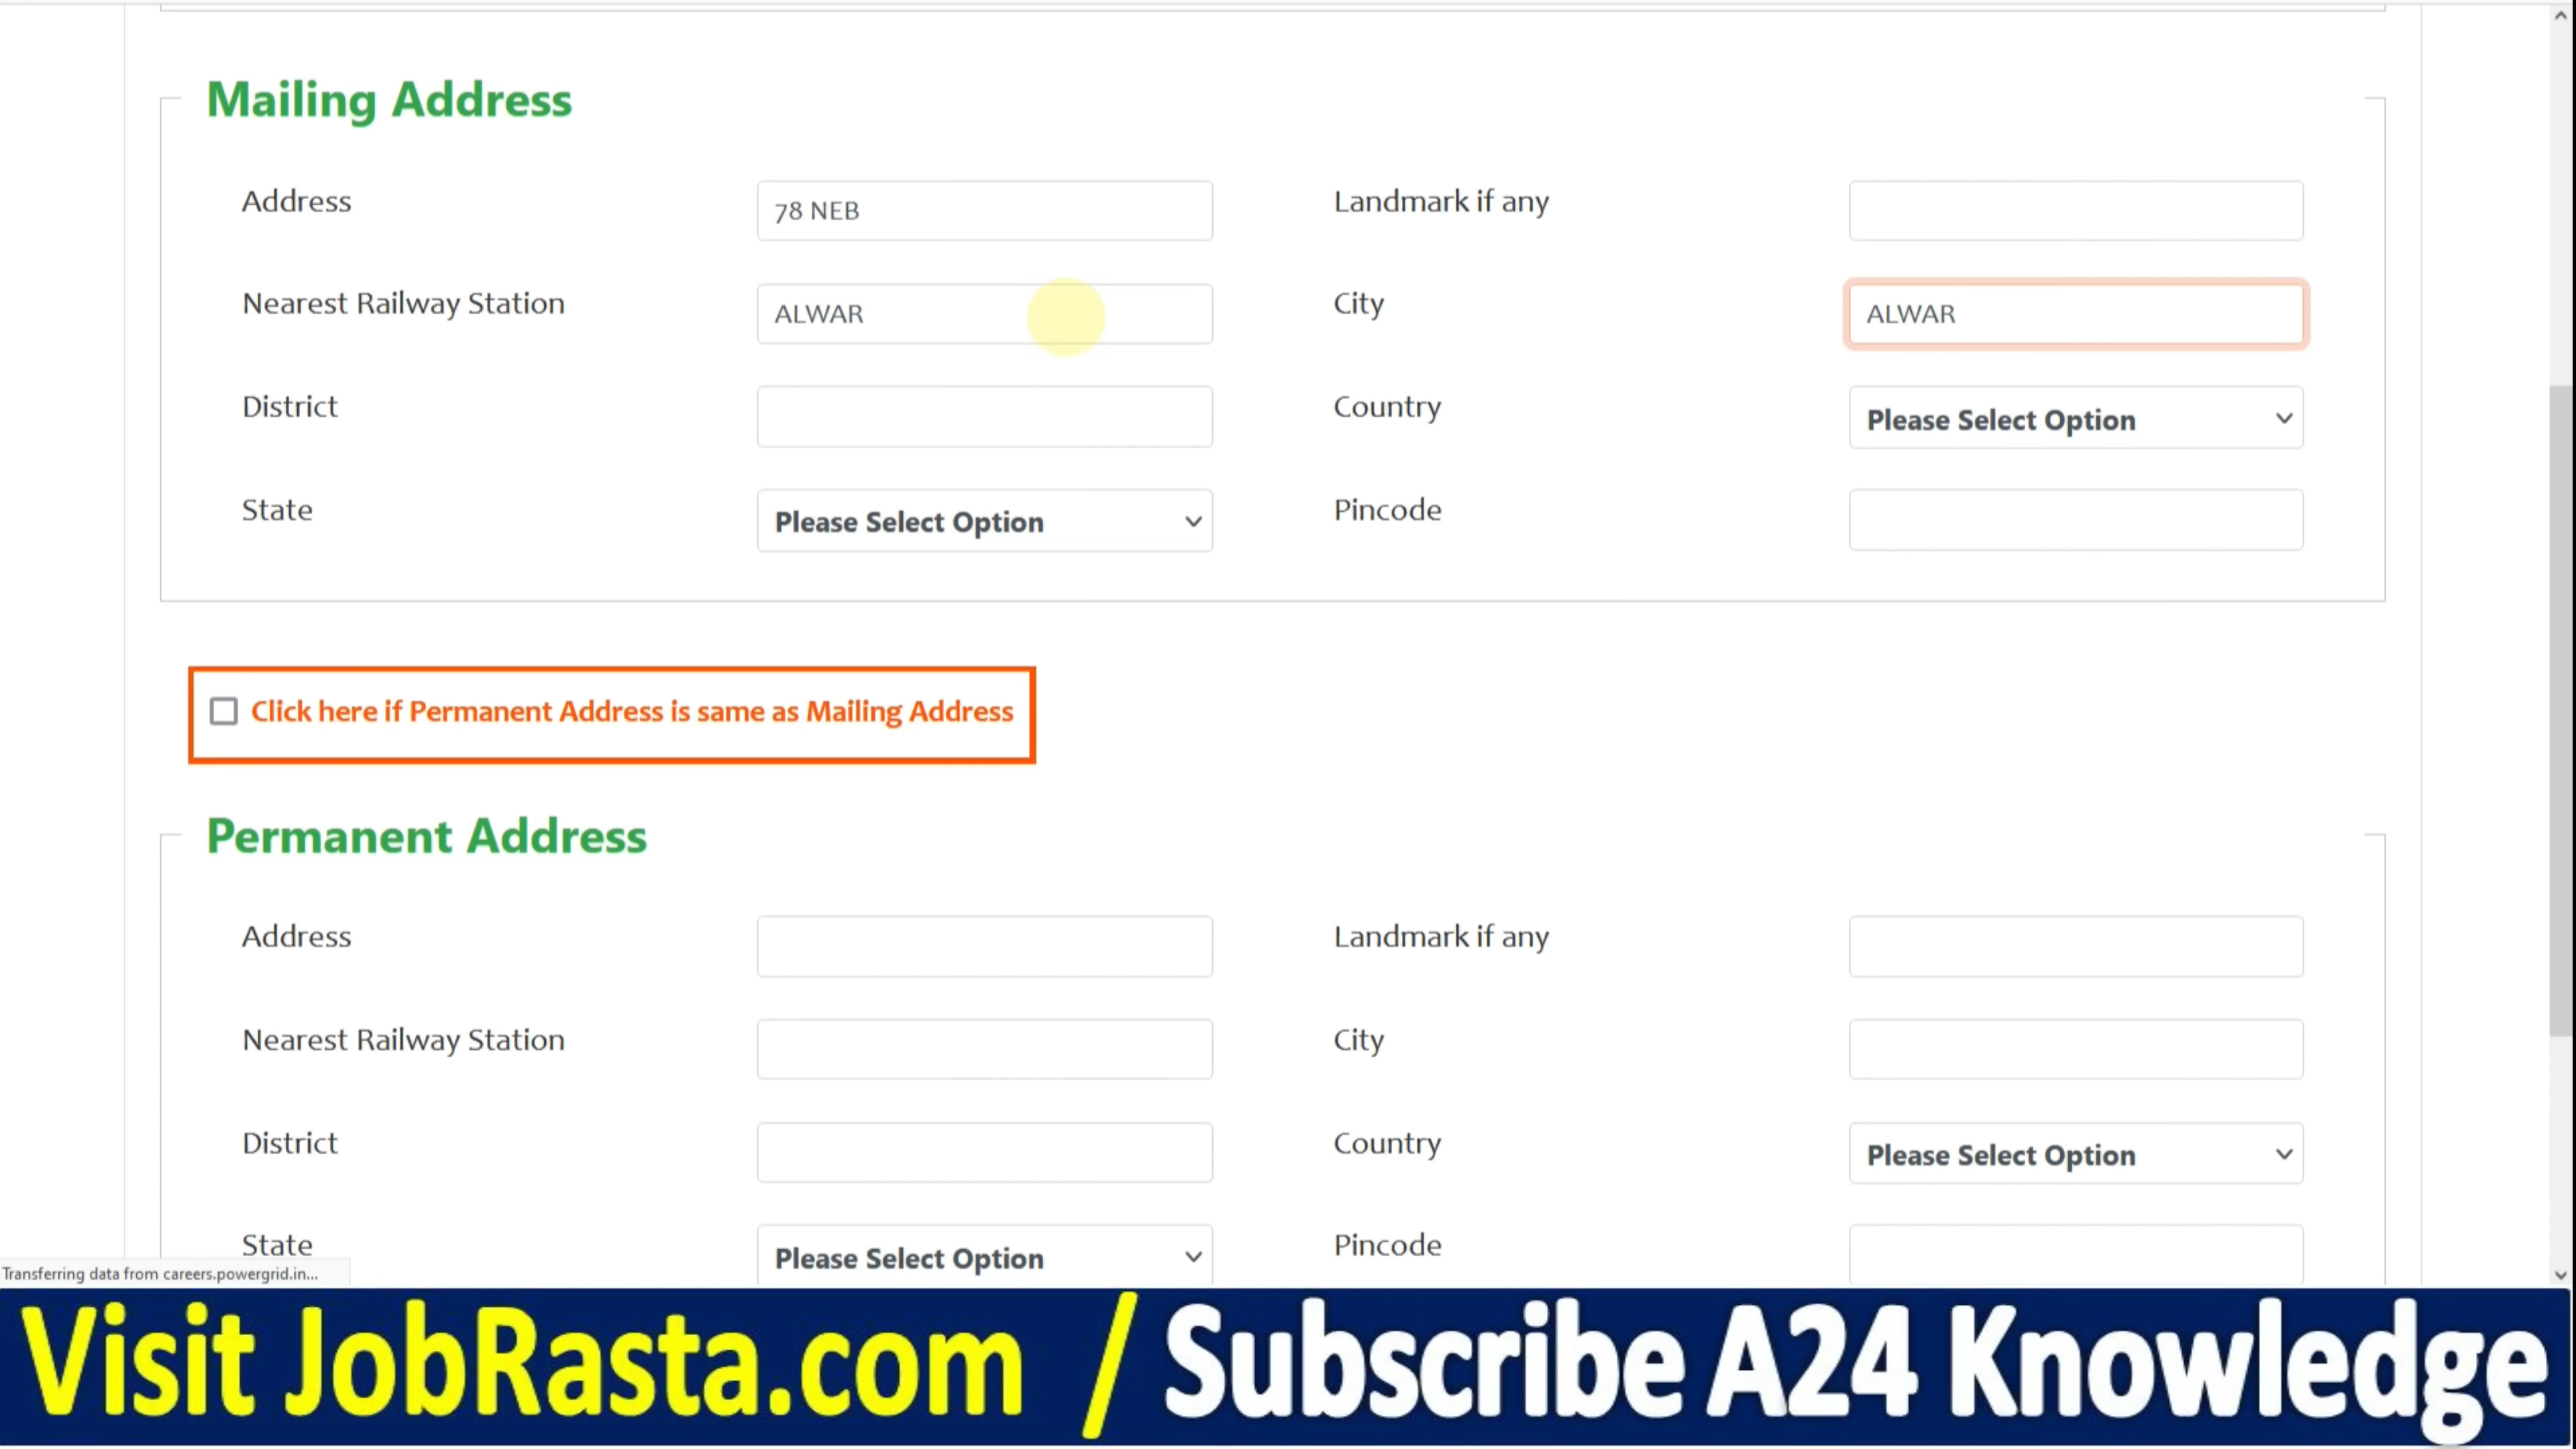 Mailing Address
Address 78 NEB Landmark if any
Nearest Railway Station ALWAR City ALWAR
District Country Please Select Option
State Please Select Option Pincode
Click here if Permanent Address is same as Mailing Address
Permanent Address
Address Landmark if any
Nearest Railway Station City
District Country Please Select Option
State Please Select Option Pincode
Transferring data from careers.powergrid.in...
Visit JobRasta.com / Subscribe A24 Knowledge